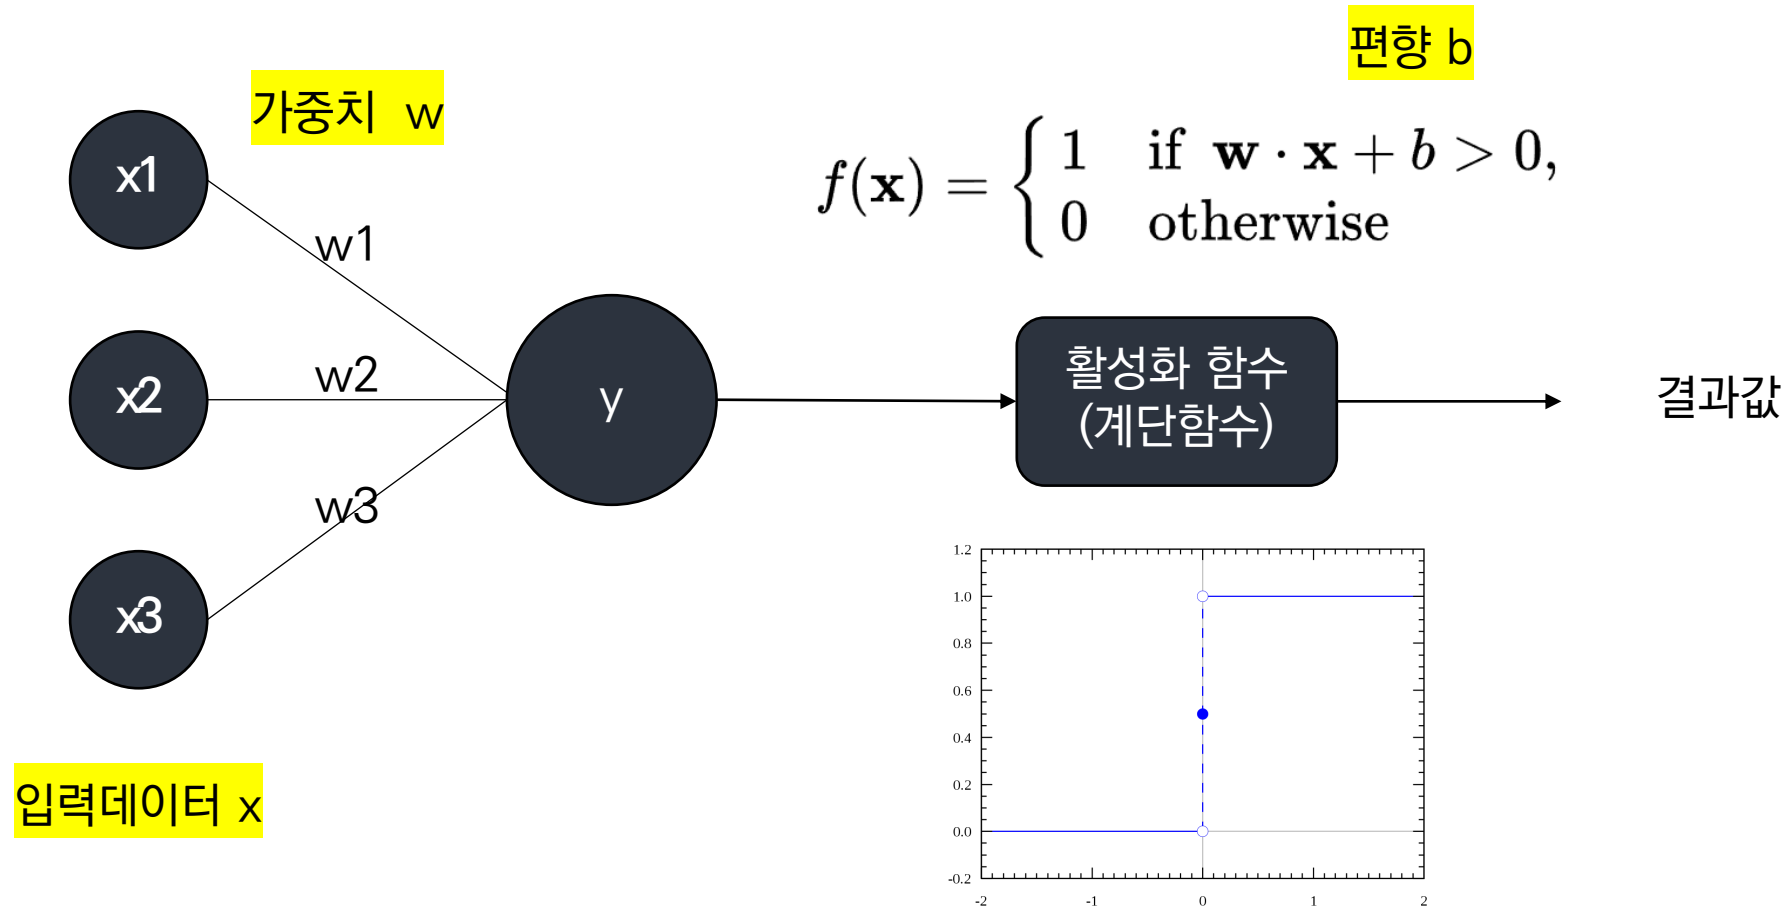 편향 b
가중치 w
x1
w1
f(x) = { 1 if w · x + b > 0,
0 otherwise
x2
w2
y
활성화 함수
(계단함수)
결과값
w3
x3
입력데이터 x
1.2
1.0
0.8
0.6
0.4
0.2
0.0
-0.2
-2 -1 0 1 2